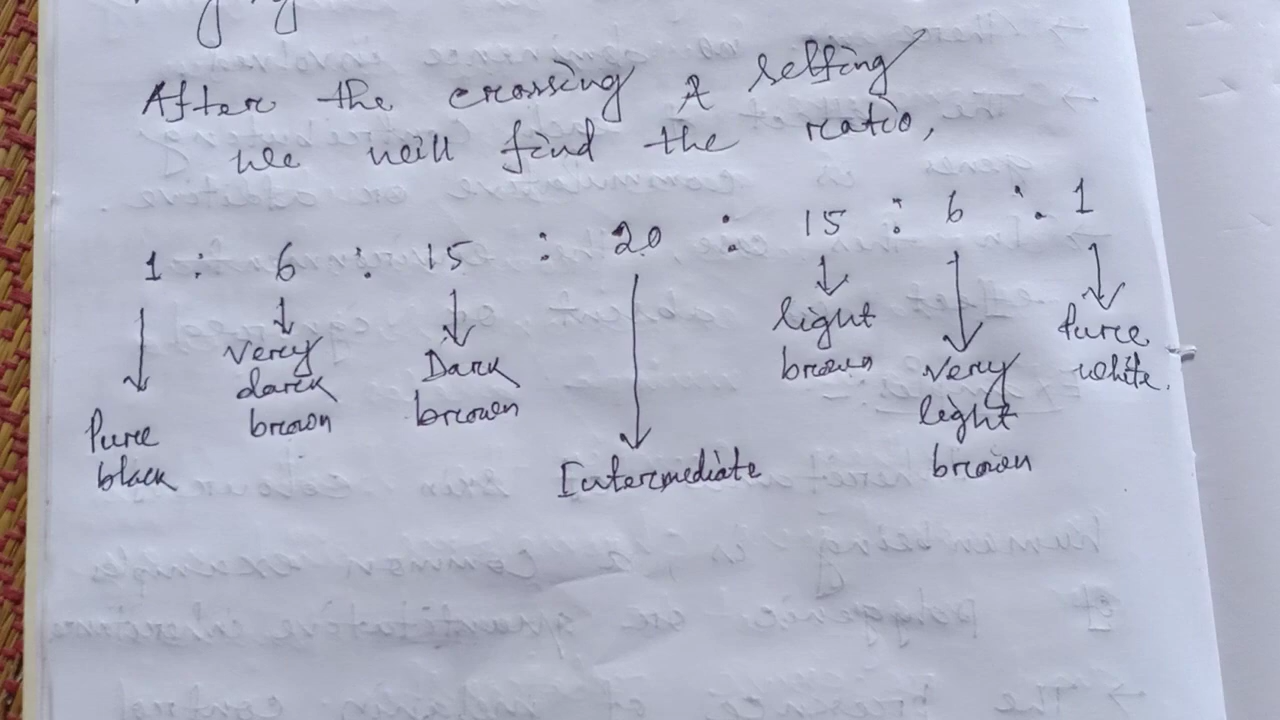 After the crossing & selfing
we will find the ratio,
1 : 6 : 15 : 20 : 15 : 6 : 1
Pure
black
Very
dark
brown
Dark
brown
Intermediate
light
brown
Very
light
brown
Pure
white.